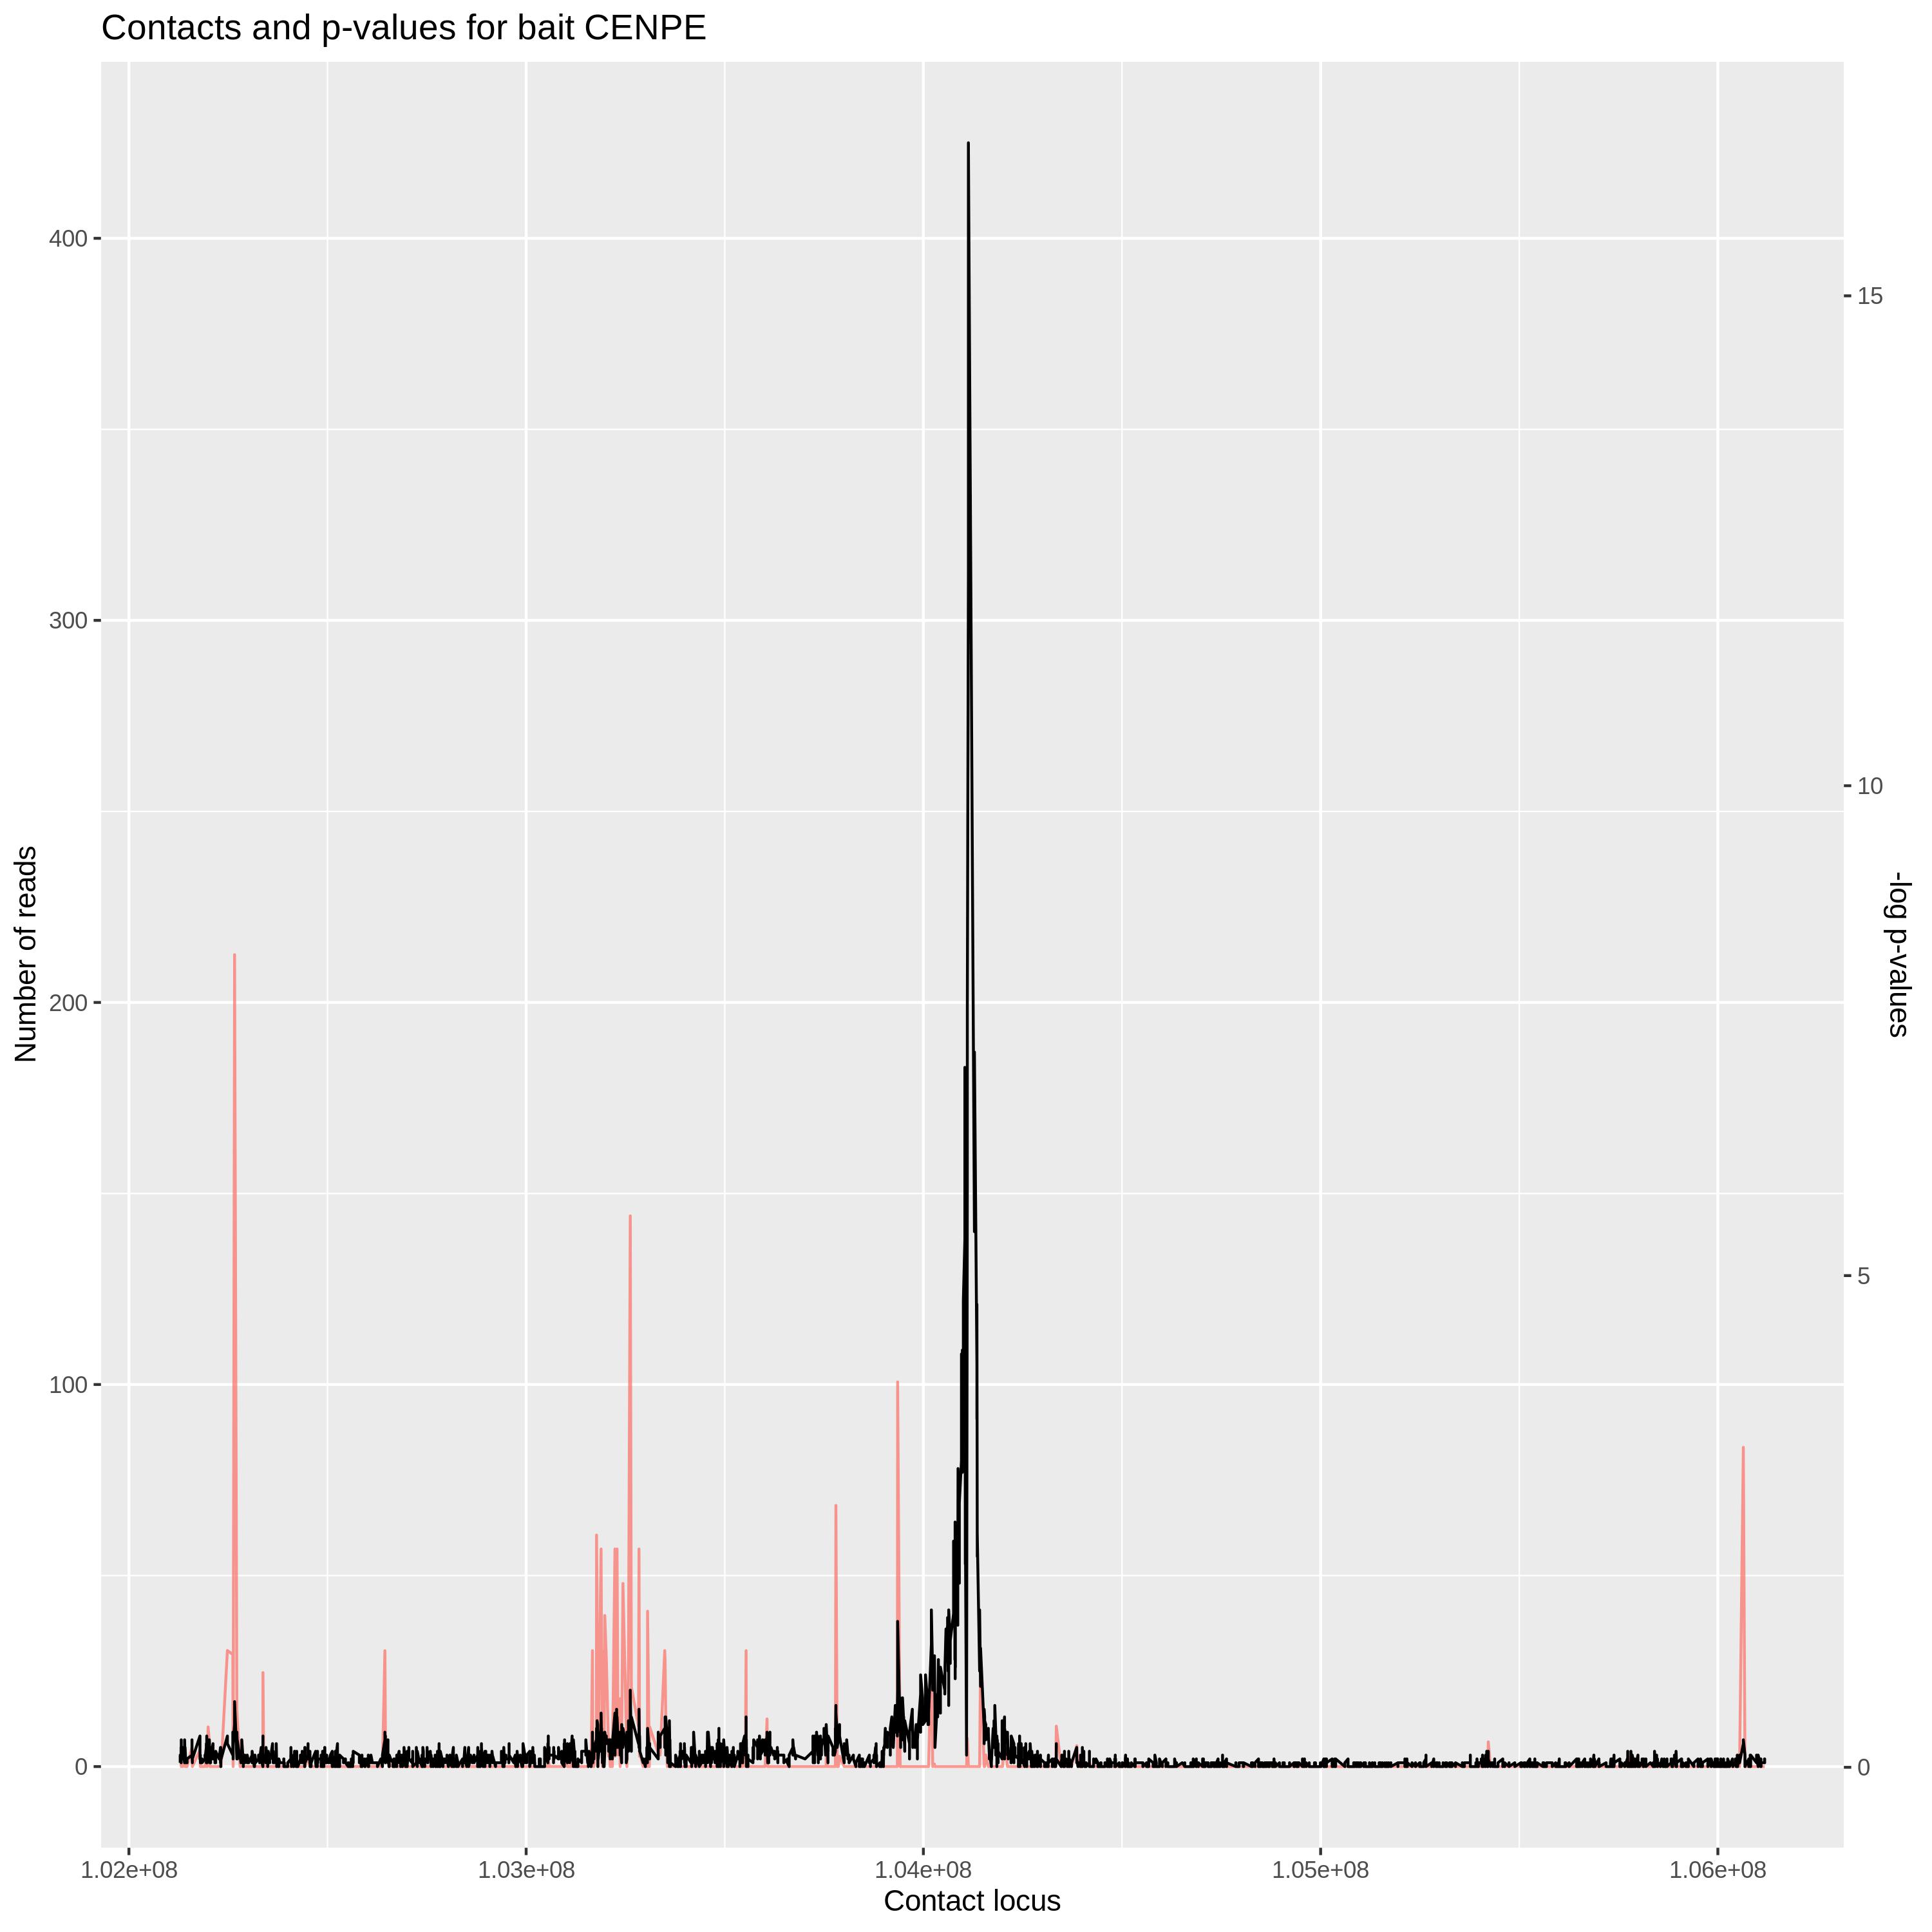 Contacts and p-values for bait CENPE
400
300
200
100
0
Number of reads
15
10
5
0
-log p-values
1.02e+08
1.03e+08
1.04e+08
1.05e+08
1.06e+08
Contact locus